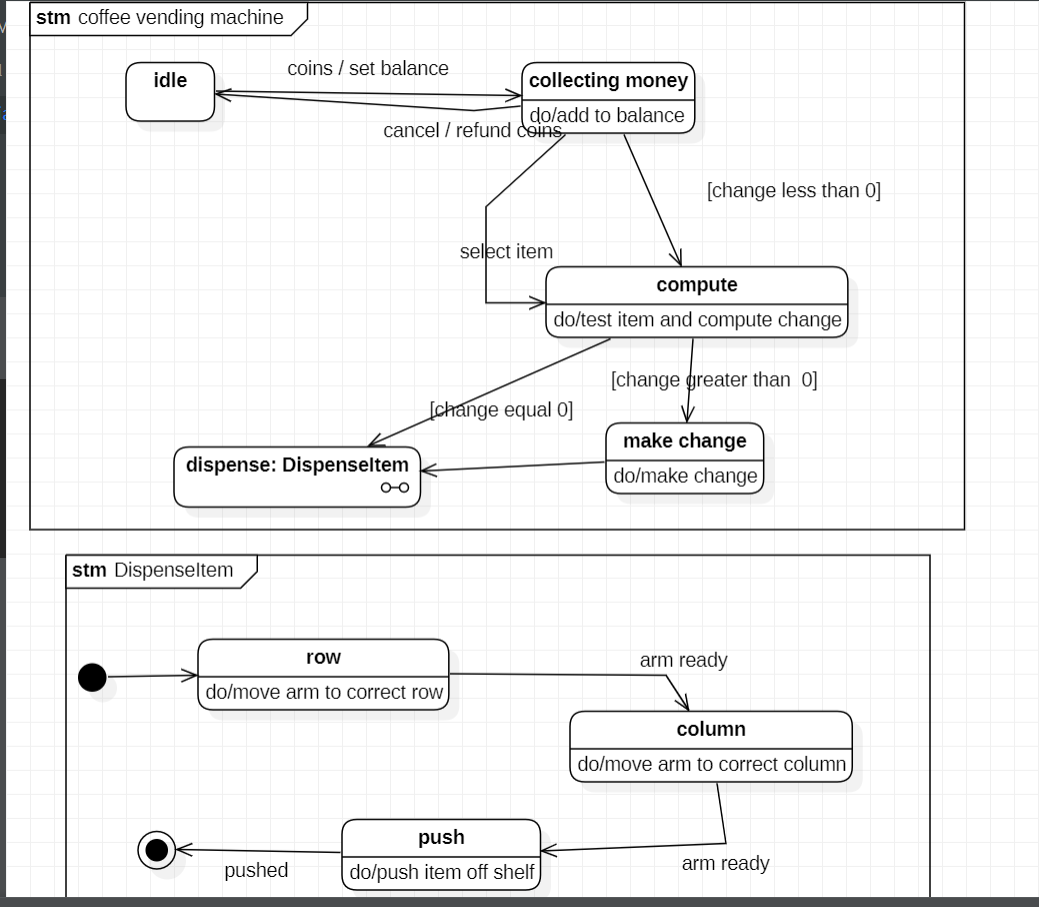 stm coffee vending machine
idle
coins / set balance
collecting money
do/add to balance
cancel / refund coins
[change less than 0]
select item
compute
do/test item and compute change
[change greater than  0]
[change equal 0]
make change
do/make change
dispense: DispenseItem
stm DispenseItem
row
do/move arm to correct row
arm ready
column
do/move arm to correct column
push
do/push item off shelf
arm ready
pushed